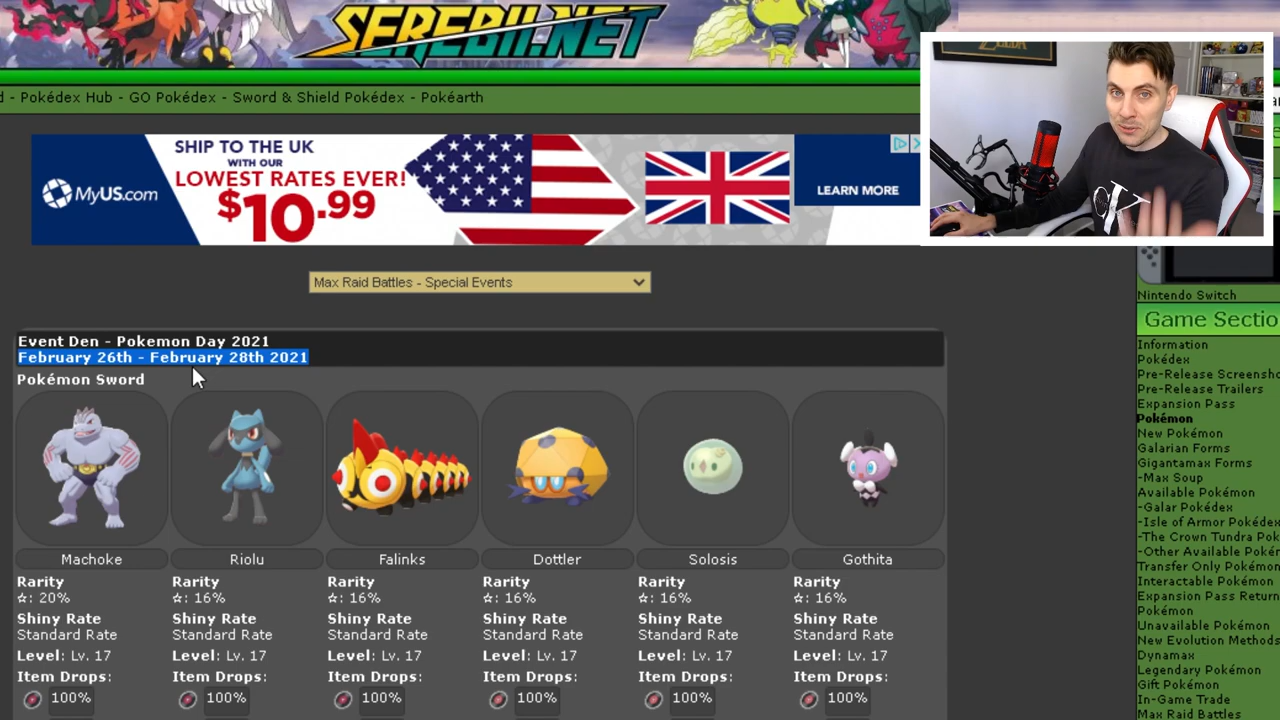 SEREBII.NET
d - Pokédex Hub - GO Pokédex - Sword & Shield Pokédex - Pokéarth
MyUS.com
SHIP TO THE UK
WITH OUR
LOWEST RATES EVER!
$10.99
LEARN MORE
Max Raid Battles - Special Events
Event Den - Pokemon Day 2021
February 26th - February 28th 2021
Pokémon Sword
Machoke Riolu Falinks Dottler Solosis Gothita
Rarity Rarity Rarity Rarity Rarity Rarity
☆: 20% ☆: 16% ☆: 16% ☆: 16% ☆: 16% ☆: 16%
Shiny Rate Shiny Rate Shiny Rate Shiny Rate Shiny Rate Shiny Rate
Standard Rate Standard Rate Standard Rate Standard Rate Standard Rate Standard Rate
Level: Lv. 17 Level: Lv. 17 Level: Lv. 17 Level: Lv. 17 Level: Lv. 17 Level: Lv. 17
Item Drops: Item Drops: Item Drops: Item Drops: Item Drops: Item Drops:
100% 100% 100% 100% 100% 100%
Nintendo Switch
Game Sectio
Information
Pokédex
Pre-Release Screensho
Pre-Release Trailers
Expansion Pass
Pokémon
New Pokémon
Galarian Forms
Gigantamax Forms
-Max Soup
Available Pokémon
-Galar Pokédex
-Isle of Armor Pokédex
-The Crown Tundra Pok
-Other Available Pokém
Transfer Only Pokémon
Interactable Pokémon
Expansion Pass Return
Pokémon
Unavailable Pokémon
New Evolution Methods
Dynamax
Legendary Pokémon
Gift Pokémon
In-Game Trade
Max Raid Battles